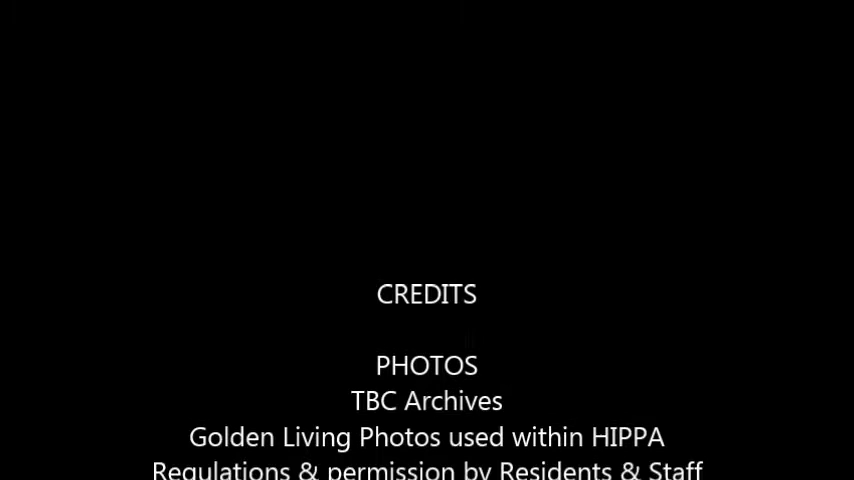 CREDITS
PHOTOS
TBC Archives
Golden Living Photos used within HIPPA
Regulations & permission by Residents & Staff